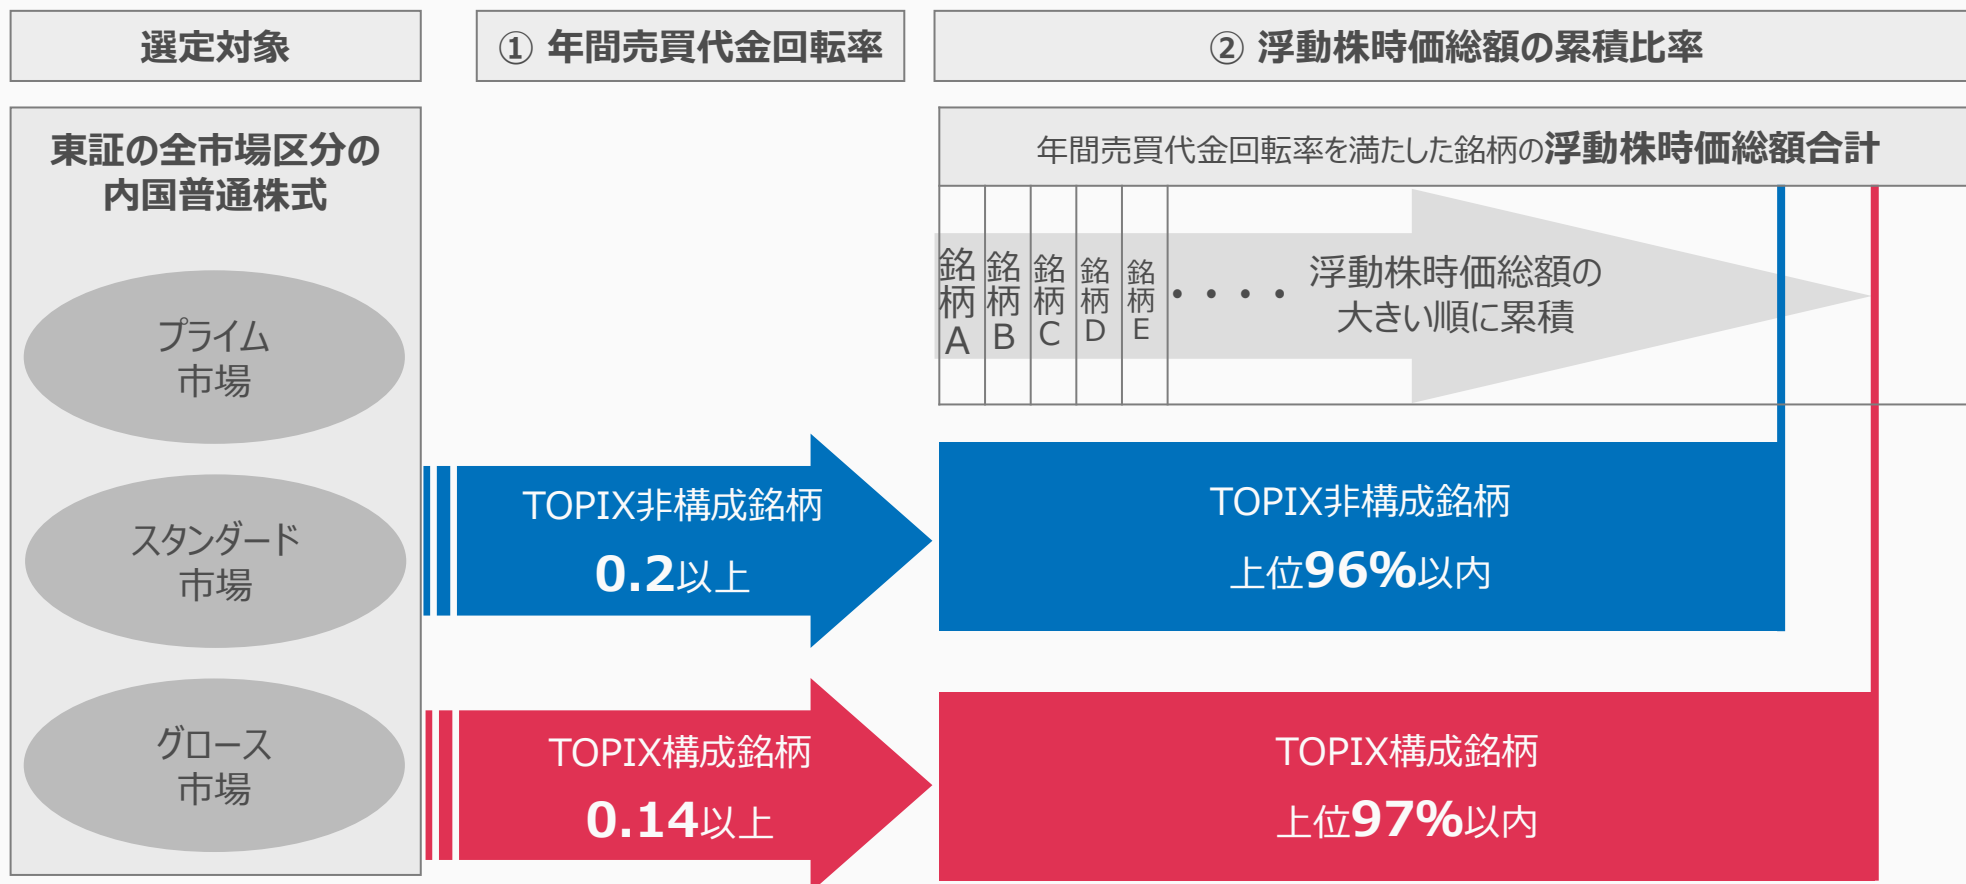 選定対象
① 年間売買代金回転率
② 浮動株時価総額の累積比率
東証の全市場区分の
内国普通株式
プライム
市場
スタンダード
市場
グロース
市場
年間売買代金回転率を満たした銘柄の浮動株時価総額合計
銘柄A
銘柄B
銘柄C
銘柄D
銘柄E
・・・・
浮動株時価総額の
大きい順に累積
TOPIX非構成銘柄
0.2以上
TOPIX非構成銘柄
上位96%以内
TOPIX構成銘柄
0.14以上
TOPIX構成銘柄
上位97%以内